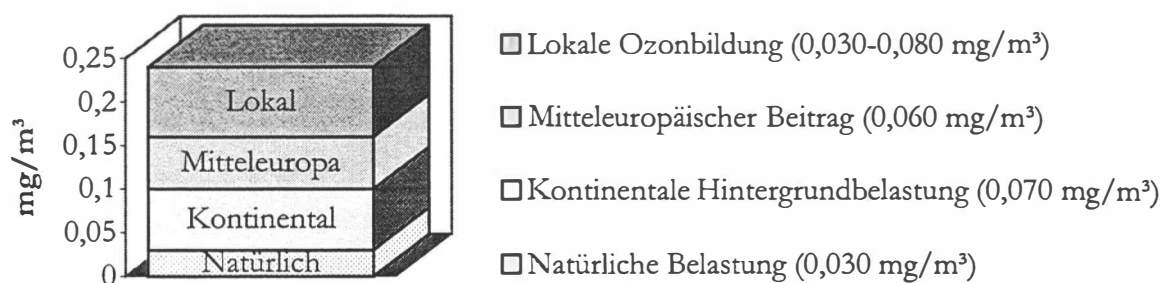 mg/m³
0,25
0,2
0,15
0,1
0,05
0
Lokal
Mitteleuropa
Kontinental
Natürlich
Lokale Ozonbildung (0,030-0,080 mg/m³)
Mitteleuropäischer Beitrag (0,060 mg/m³)
Kontinentale Hintergrundbelastung (0,070 mg/m³)
Natürliche Belastung (0,030 mg/m³)